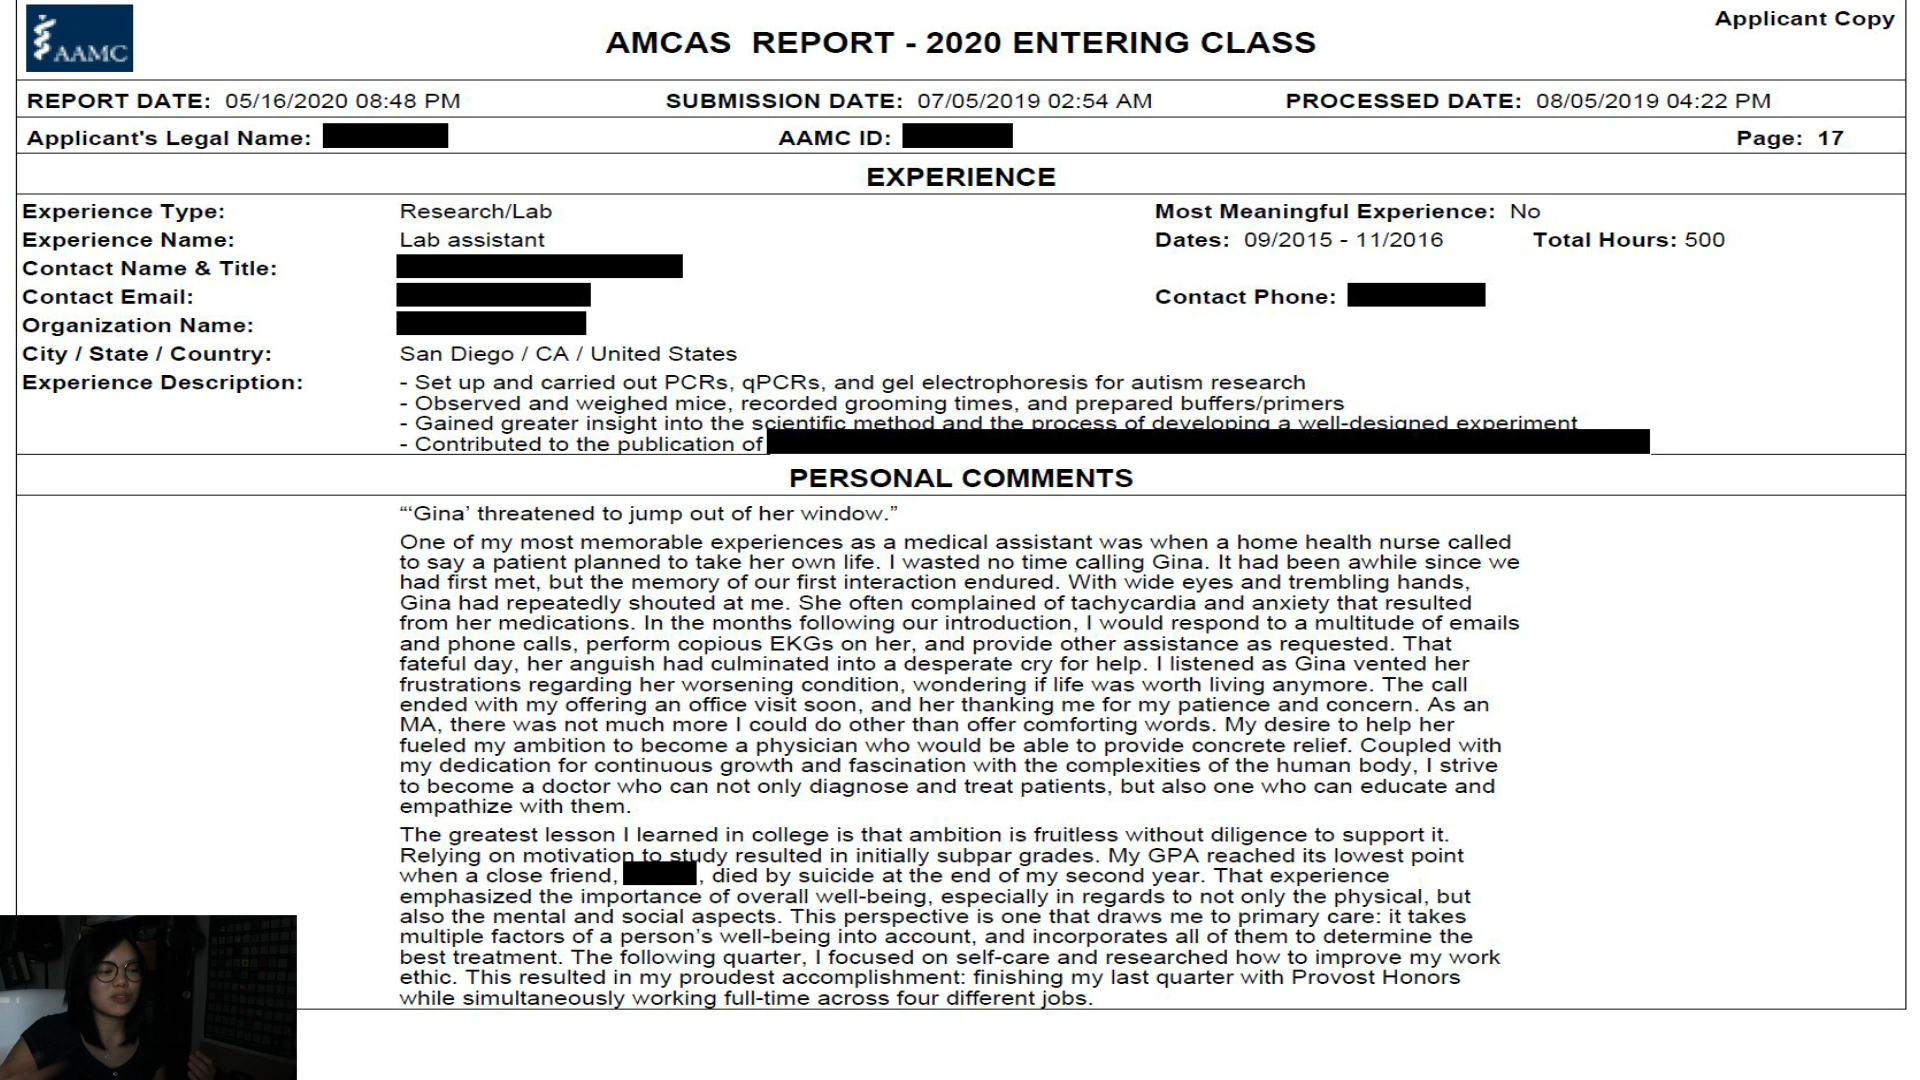 Applicant Copy
AAMC
AMCAS REPORT - 2020 ENTERING CLASS
REPORT DATE: 05/16/2020 08:48 PM SUBMISSION DATE: 07/05/2019 02:54 AM PROCESSED DATE: 08/05/2019 04:22 PM
Applicant's Legal Name: AAMC ID: Page: 17
EXPERIENCE
Experience Type: Research/Lab Most Meaningful Experience: No
Experience Name: Lab assistant Dates: 09/2015 - 11/2016 Total Hours: 500
Contact Name & Title:
Contact Email: Contact Phone:
Organization Name:
City / State / Country: San Diego / CA / United States
Experience Description: - Set up and carried out PCRs, qPCRs, and gel electrophoresis for autism research
- Observed and weighed mice, recorded grooming times, and prepared buffers/primers
- Gained greater insight into the scientific method and the process of developing a well-designed experiment
- Contributed to the publication of
PERSONAL COMMENTS
“‘Gina’ threatened to jump out of her window.”
One of my most memorable experiences as a medical assistant was when a home health nurse called
to say a patient planned to take her own life. I wasted no time calling Gina. It had been awhile since we
had first met, but the memory of our first interaction endured. With wide eyes and trembling hands,
Gina had repeatedly shouted at me. She often complained of tachycardia and anxiety that resulted
from her medications. In the months following our introduction, I would respond to a multitude of emails
and phone calls, perform copious EKGs on her, and provide other assistance as requested. That
fateful day, her anguish had culminated into a desperate cry for help. I listened as Gina vented her
frustrations regarding her worsening condition, wondering if life was worth living anymore. The call
ended with my offering an office visit soon, and her thanking me for my patience and concern. As an
MA, there was not much more I could do other than offer comforting words. My desire to help her
fueled my ambition to become a physician who would be able to provide concrete relief. Coupled with
my dedication for continuous growth and fascination with the complexities of the human body, I strive
to become a doctor who can not only diagnose and treat patients, but also one who can educate and
empathize with them.
The greatest lesson I learned in college is that ambition is fruitless without diligence to support it.
Relying on motivation to study resulted in initially subpar grades. My GPA reached its lowest point
when a close friend, , died by suicide at the end of my second year. That experience
emphasized the importance of overall well-being, especially in regards to not only the physical, but
also the mental and social aspects. This perspective is one that draws me to primary care: it takes
multiple factors of a person’s well-being into account, and incorporates all of them to determine the
best treatment. The following quarter, I focused on self-care and researched how to improve my work
ethic. This resulted in my proudest accomplishment: finishing my last quarter with Provost Honors
while simultaneously working full-time across four different jobs.